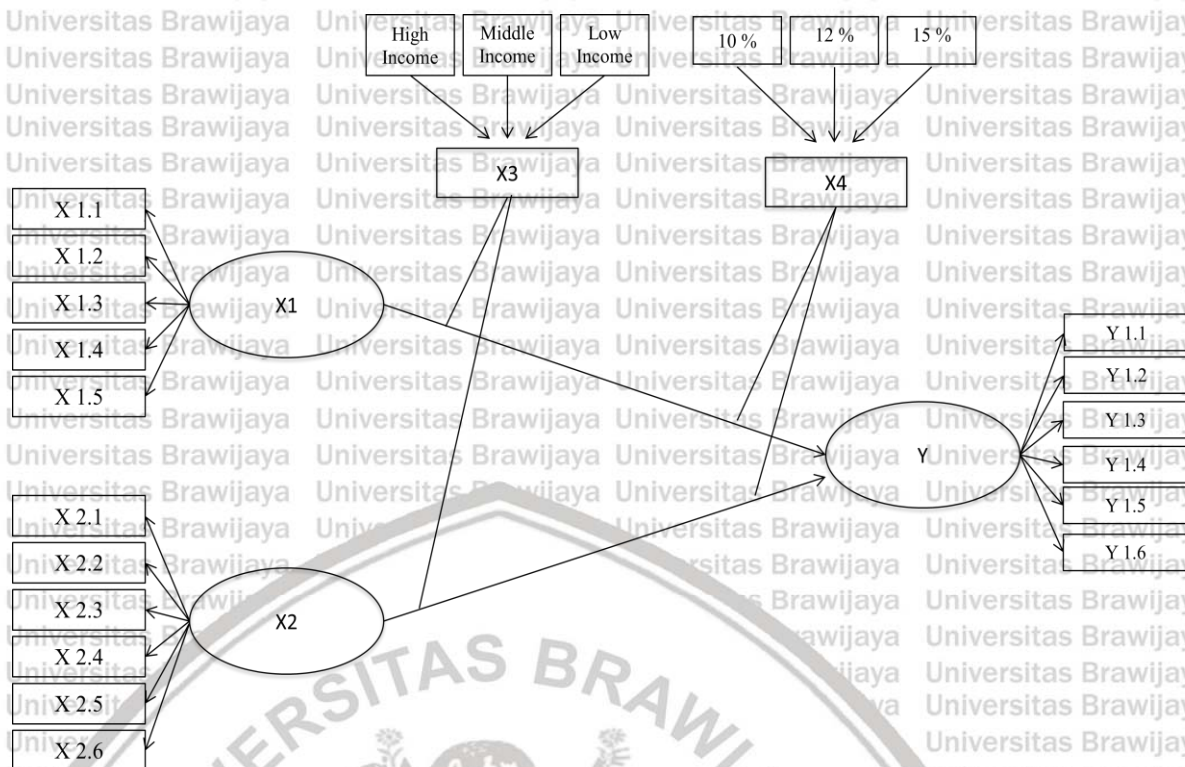 High
Income
Middle
Income
Low
Income
10 %
12 %
15 %
X3
X4
X 1.1
X 1.2
X 1.3
X 1.4
X 1.5
X1
Y 1.1
Y 1.2
Y 1.3
Y 1.4
Y 1.5
Y 1.6
Y
X 2.1
X 2.2
X 2.3
X 2.4
X 2.5
X 2.6
X2
Universitas Brawijaya
UNIVERSITAS BRAWIJAYA